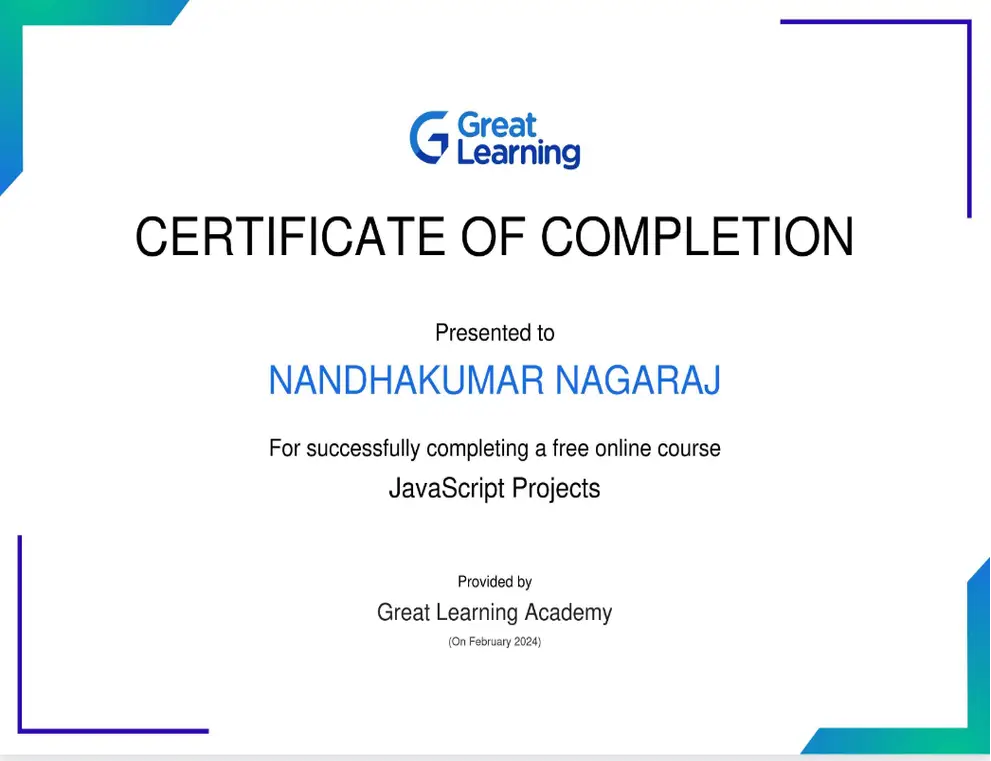 Great
Learning
CERTIFICATE OF COMPLETION
Presented to
NANDHAKUMAR NAGARAJ
For successfully completing a free online course
JavaScript Projects
Provided by
Great Learning Academy
(On February 2024)